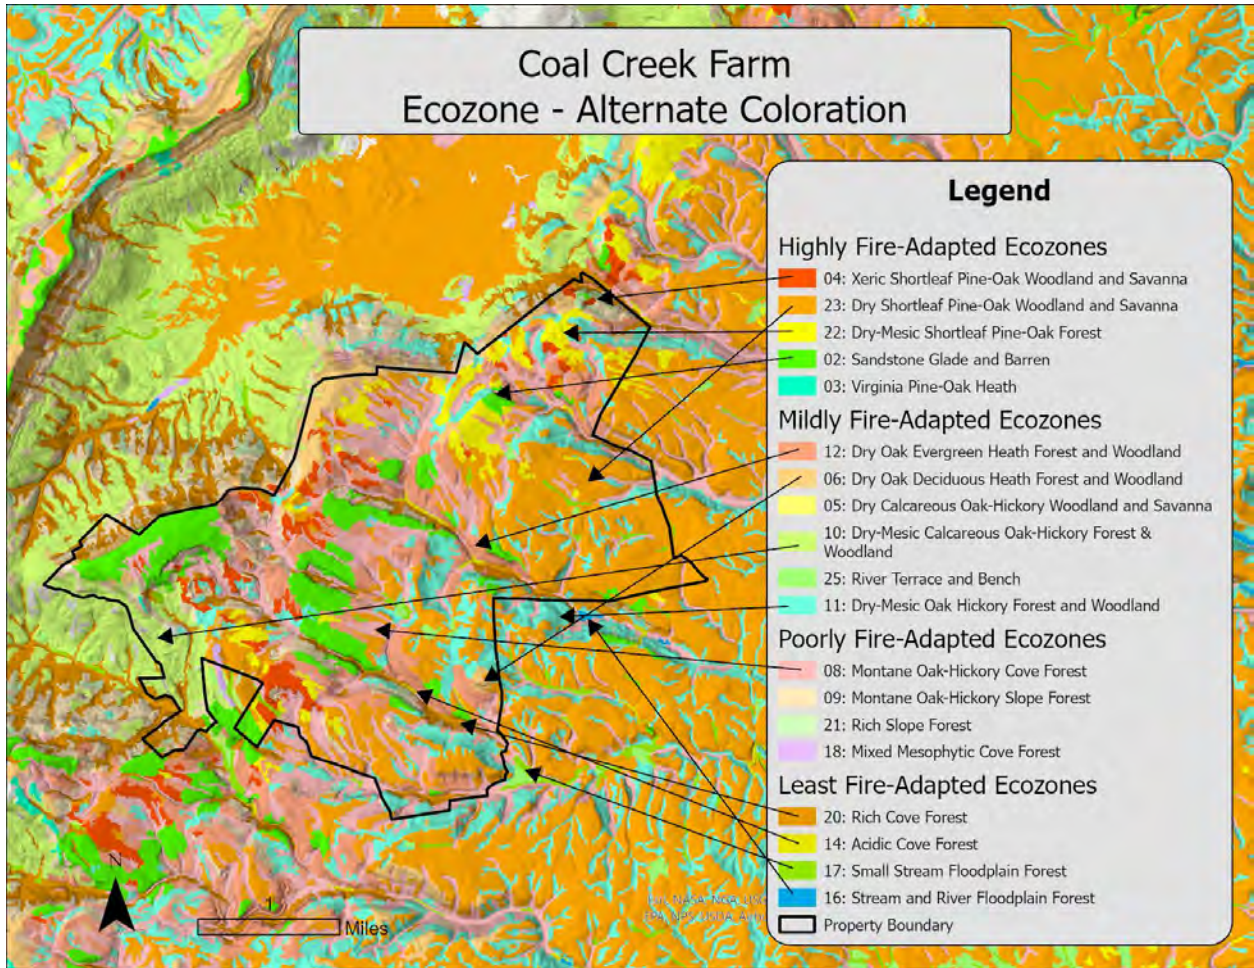 Coal Creek Farm
Ecozone - Alternate Coloration
Legend
Highly Fire-Adapted Ecozones
04: Xeric Shortleaf Pine-Oak Woodland and Savanna
23: Dry Shortleaf Pine-Oak Woodland and Savanna
22: Dry-Mesic Shortleaf Pine-Oak Forest
02: Sandstone Glade and Barren
03: Virginia Pine-Oak Heath
Mildly Fire-Adapted Ecozones
12: Dry Oak Evergreen Heath Forest and Woodland
06: Dry Oak Deciduous Heath Forest and Woodland
05: Dry Calcareous Oak-Hickory Woodland and Savanna
10: Dry-Mesic Calcareous Oak-Hickory Forest &
Woodland
25: River Terrace and Bench
11: Dry-Mesic Oak Hickory Forest and Woodland
Poorly Fire-Adapted Ecozones
08: Montane Oak-Hickory Cove Forest
09: Montane Oak-Hickory Slope Forest
21: Rich Slope Forest
18: Mixed Mesophytic Cove Forest
Least Fire-Adapted Ecozones
20: Rich Cove Forest
14: Acidic Cove Forest
17: Small Stream Floodplain Forest
16: Stream and River Floodplain Forest
Property Boundary
N
1
Miles
NASA, NGA, USG
EPA, NPS, USDA,